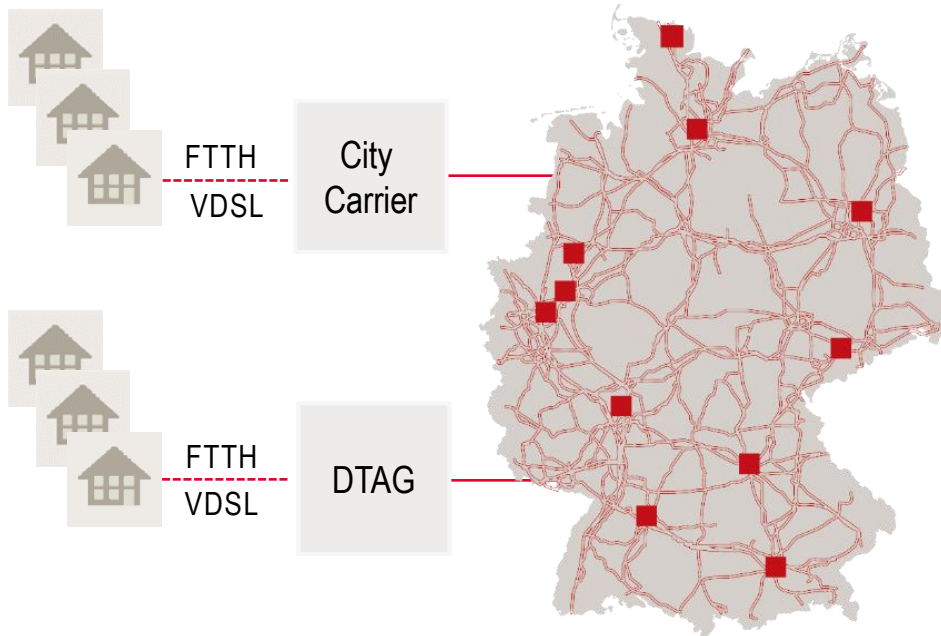 FTTH
VDSL
City
Carrier
FTTH
VDSL
DTAG